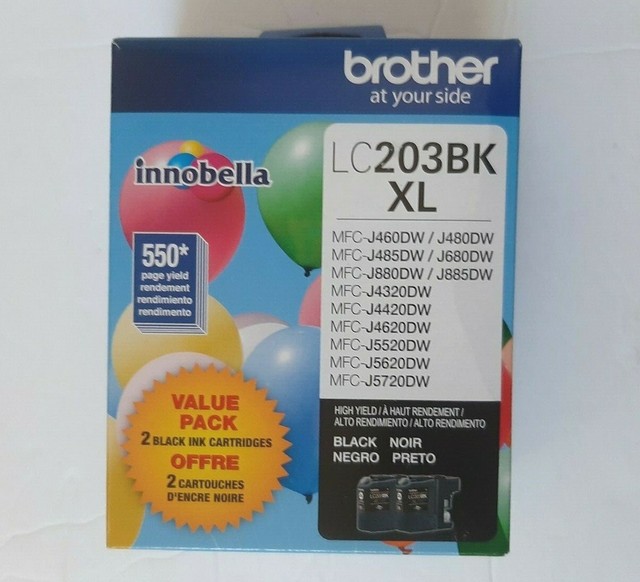 brother
at your side
innobella
LC203BK
XL
550*
page yield
rendement
rendimiento
rendimento
MFC-J460DW / J480DW
MFC-J485DW / J680DW
MFC-J880DW / J885DW
MFC-J4320DW
MFC-J4420DW
MFC-J4620DW
MFC-J5520DW
MFC-J5620DW
MFC-J5720DW
VALUE
PACK
2 BLACK INK CARTRIDGES
OFFRE
2 CARTOUCHES
D'ENCRE NOIRE
HIGH YIELD / À HAUT RENDEMENT /
ALTO RENDIMIENTO / ALTO RENDIMENTO
BLACK NOIR
NEGRO PRETO
LC203BK